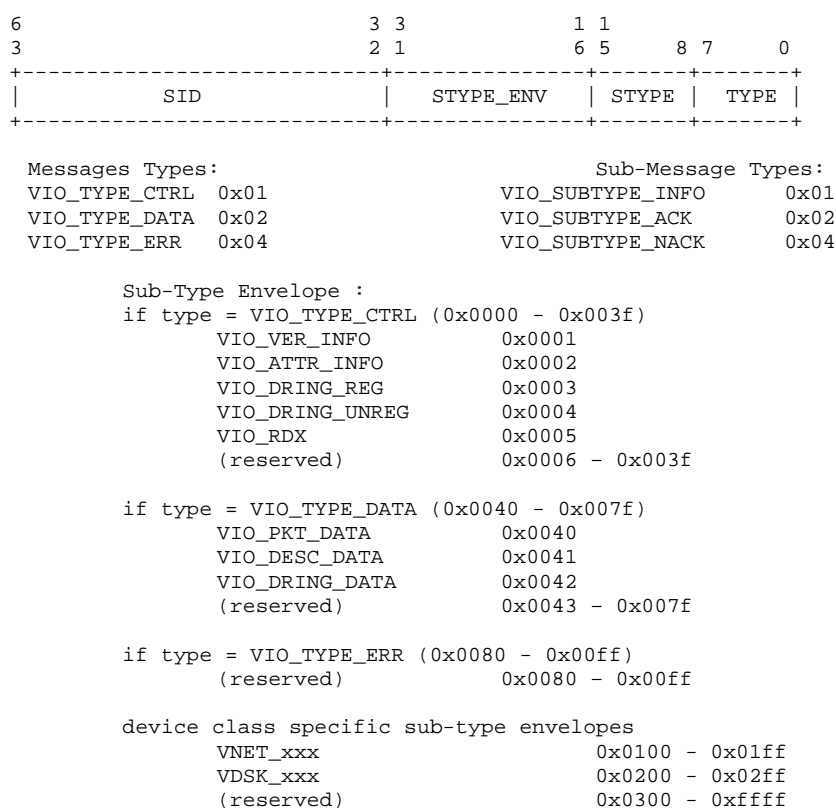 6                           3 3              1 1
3                           2 1              6 5      8 7     0
+----------------------------+---------------+-------+-------+
|           SID              |   STYPE_ENV   | STYPE |  TYPE |
+----------------------------+---------------+-------+-------+
Messages Types:                              Sub-Message Types:
VIO_TYPE_CTRL  0x01                   VIO_SUBTYPE_INFO      0x01
VIO_TYPE_DATA  0x02                   VIO_SUBTYPE_ACK       0x02
VIO_TYPE_ERR   0x04                   VIO_SUBTYPE_NACK      0x04
Sub-Type Envelope :
if type = VIO_TYPE_CTRL (0x0000 - 0x003f)
VIO_VER_INFO          0x0001
VIO_ATTR_INFO         0x0002
VIO_DRING_REG         0x0003
VIO_DRING_UNREG       0x0004
VIO_RDX               0x0005
(reserved)            0x0006 – 0x003f
if type = VIO_TYPE_DATA (0x0040 - 0x007f)
VIO_PKT_DATA          0x0040
VIO_DESC_DATA         0x0041
VIO_DRING_DATA        0x0042
(reserved)            0x0043 – 0x007f
if type = VIO_TYPE_ERR (0x0080 - 0x00ff)
(reserved)            0x0080 – 0x00ff
device class specific sub-type envelopes
VNET_xxx                     0x0100 - 0x01ff
VDSK_xxx                     0x0200 - 0x02ff
(reserved)                   0x0300 - 0xffff